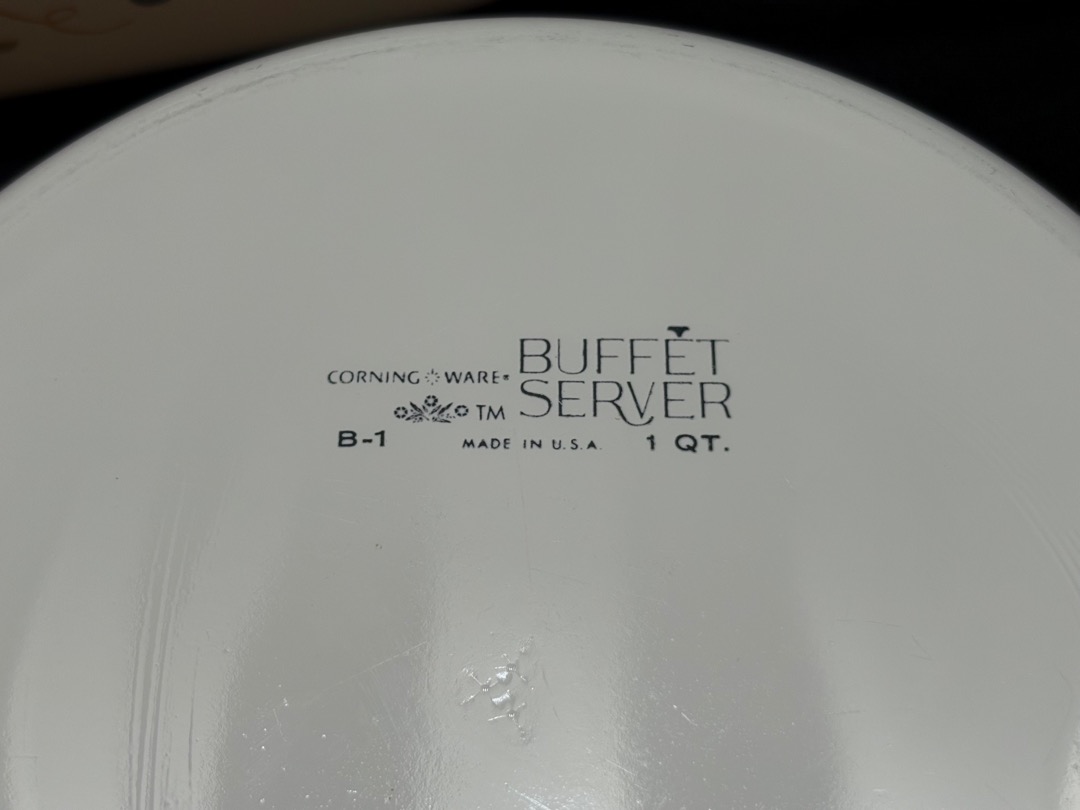 CORNING WARE® BUFFET
TM SERVER
B-1 MADE IN U.S.A. 1 QT.